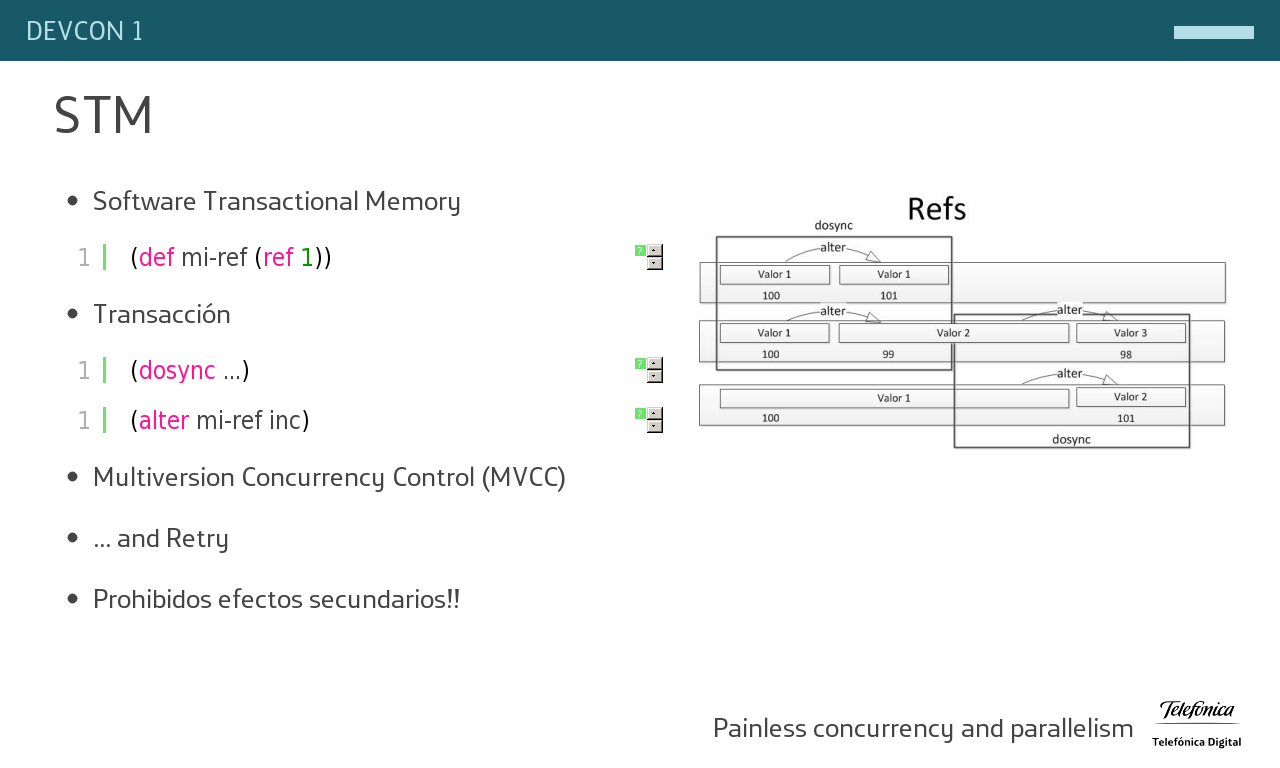 DEVCON 1
STM
Software Transactional Memory
1 (def mi-ref (ref 1))
?
Transacción
1 (dosync ...)
?
1 (alter mi-ref inc)
?
Multiversion Concurrency Control (MVCC)
... and Retry
Prohibidos efectos secundarios!!
Refs
dosync
alter
Valor 1 Valor 1
100 101
alter alter
Valor 1 Valor 2 Valor 3
100 99 98
alter
Valor 1 Valor 2
100 101
dosync
Painless concurrency and parallelism
Telefónica
Telefónica Digital